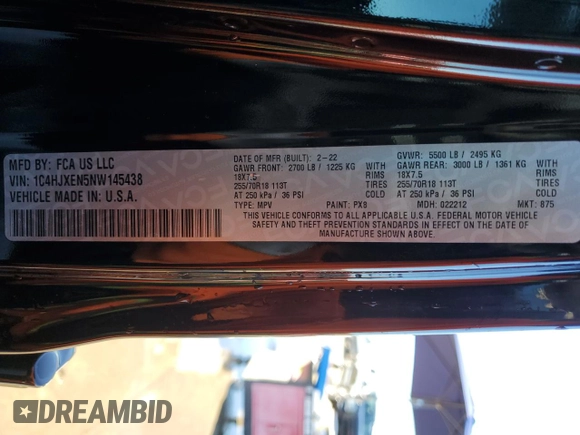 MFD BY: FCA US LLC
VIN: 1C4HJXEN5NW145438
VEHICLE MADE IN: U.S.A.
DATE OF MFR (BUILT): 2-22
GAWR FRONT: 2700 LB / 1225 KG
18X7.5 RIMS
255/70R18 113T TIRES
AT 250 kPa / 36 PSI COLD
GVWR: 5500 LB / 2495 KG
GAWR REAR: 3000 LB / 1361 KG
18X7.5 RIMS
255/70R18 113T TIRES
AT 250 kPa / 36 PSI COLD
TYPE: MPV PAINT: PX8 MDH: 022212 MKT: 875
THIS VEHICLE CONFORMS TO ALL APPLICABLE U.S.A. FEDERAL MOTOR VEHICLE
SAFETY AND THEFT PREVENTION STANDARDS IN EFFECT ON THE DATE OF
MANUFACTURE SHOWN ABOVE.
DREAMBID